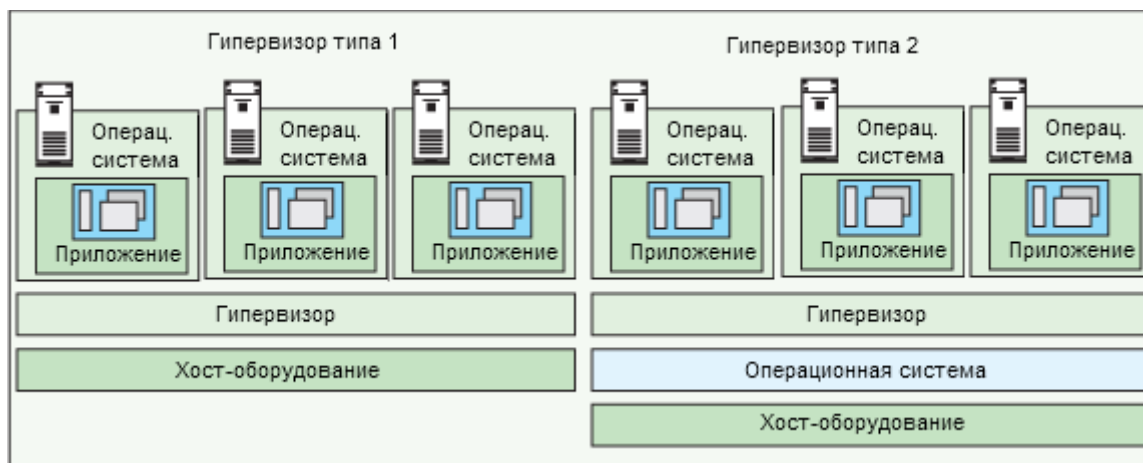 Гипервизор типа 1
Операц.
система
Приложение
Операц.
система
Приложение
Операц.
система
Приложение
Гипервизор
Хост-оборудование
Гипервизор типа 2
Операц.
система
Приложение
Операц.
система
Приложение
Операц.
система
Приложение
Гипервизор
Операционная система
Хост-оборудование